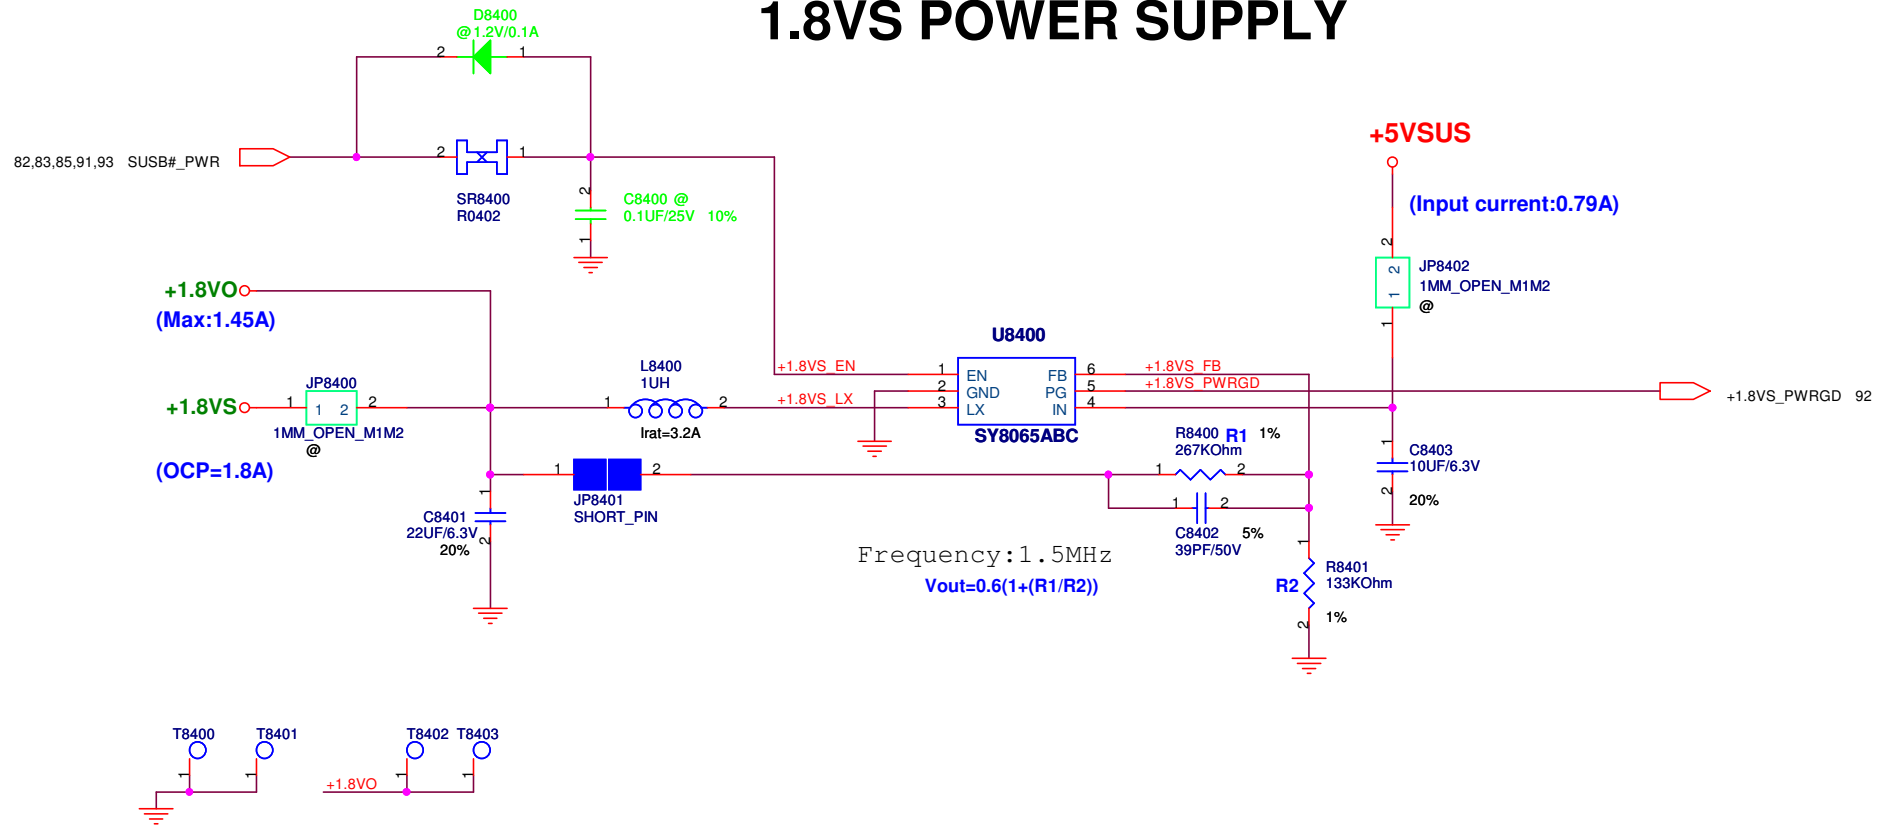 1.8VS POWER SUPPLY
D8400
@ 1.2V/0.1A
2 1
82,83,85,91,93 SUSB#_PWR
2 1
SR8400
R0402
2
C8400 @
0.1UF/25V 10%
1
+5VSUS
(Input current:0.79A)
2
2
1
JP8402
1MM_OPEN_M1M2
@
1
+1.8VO
(Max:1.45A)
+1.8VS
1
JP8400
1 2
2
1MM_OPEN_M1M2
@
(OCP=1.8A)
L8400
1UH
1 2
Irat=3.2A
+1.8VS_EN
+1.8VS_LX
U8400
1 EN FB 6
2 GND PG 5
3 LX IN 4
SY8065ABC
+1.8VS_FB
+1.8VS_PWRGD
+1.8VS_PWRGD 92
1 2
JP8401
SHORT_PIN
1
C8401
22UF/6.3V
20%
2
R8400 R1 1%
267KOhm
1 2
1 2
C8402 5%
39PF/50V
1
C8403
10UF/6.3V
2
20%
Frequency:1.5MHz
Vout=0.6(1+(R1/R2))
1
R8401
R2 133KOhm
1%
2
T8400 T8401 T8402 T8403
1 1 1 1
+1.8VO